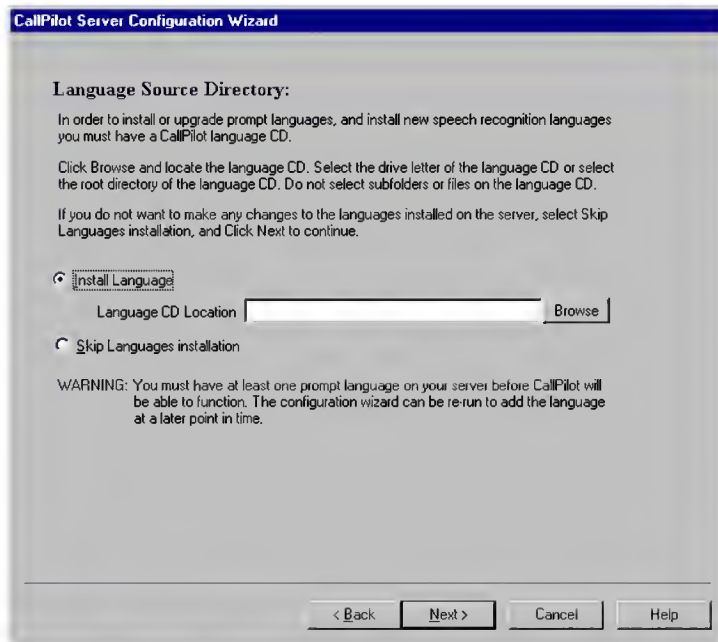 CallPilot Server Configuration Wizard
Language Source Directory:
In order to install or upgrade prompt languages, and install new speech recognition languages
you must have a CallPilot language CD.
Click Browse and locate the language CD. Select the drive letter of the language CD or select
the root directory of the language CD. Do not select subfolders or files on the language CD.
If you do not want to make any changes to the languages installed on the server, select Skip
Languages installation, and Click Next to continue.
Install Language
Language CD Location
Browse
Skip Languages installation
WARNING: You must have at least one prompt language on your server before CallPilot will
be able to function. The configuration wizard can be re-run to add the language
at a later point in time.
< Back
Next >
Cancel
Help